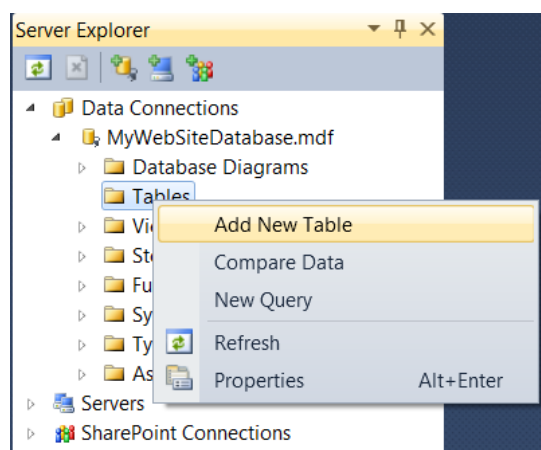 Server Explorer
Data Connections
MyWebSiteDatabase.mdf
Database Diagrams
Tables
Add New Table
Compare Data
New Query
Refresh
Properties Alt+Enter
Servers
SharePoint Connections